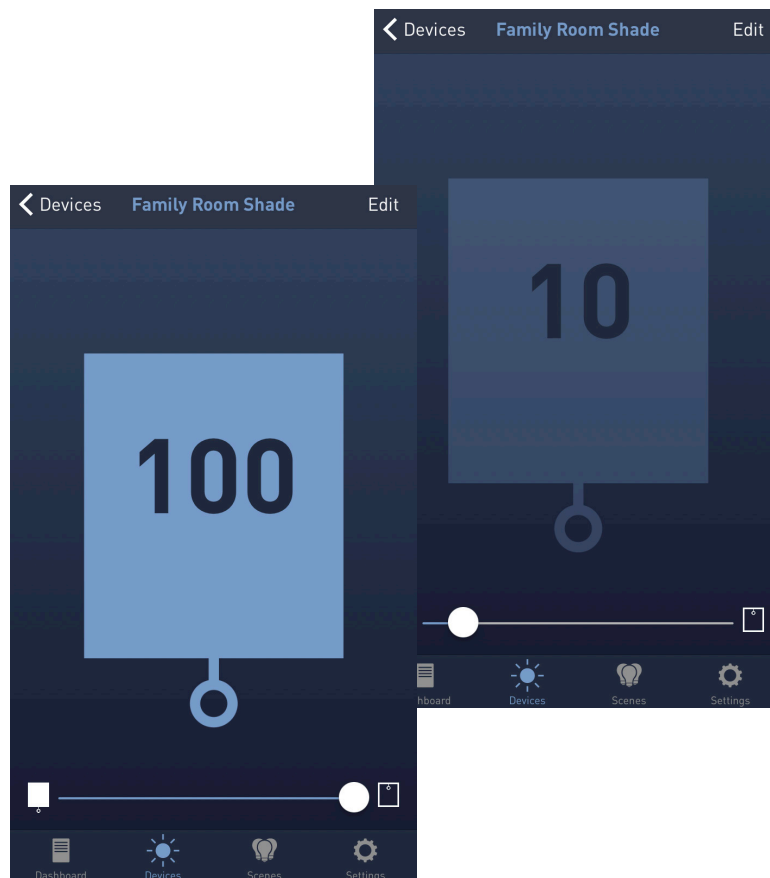 Devices Family Room Shade Edit
10
hboard Devices Scenes Settings
Devices Family Room Shade Edit
100
Dashboard Devices Scenes Settings